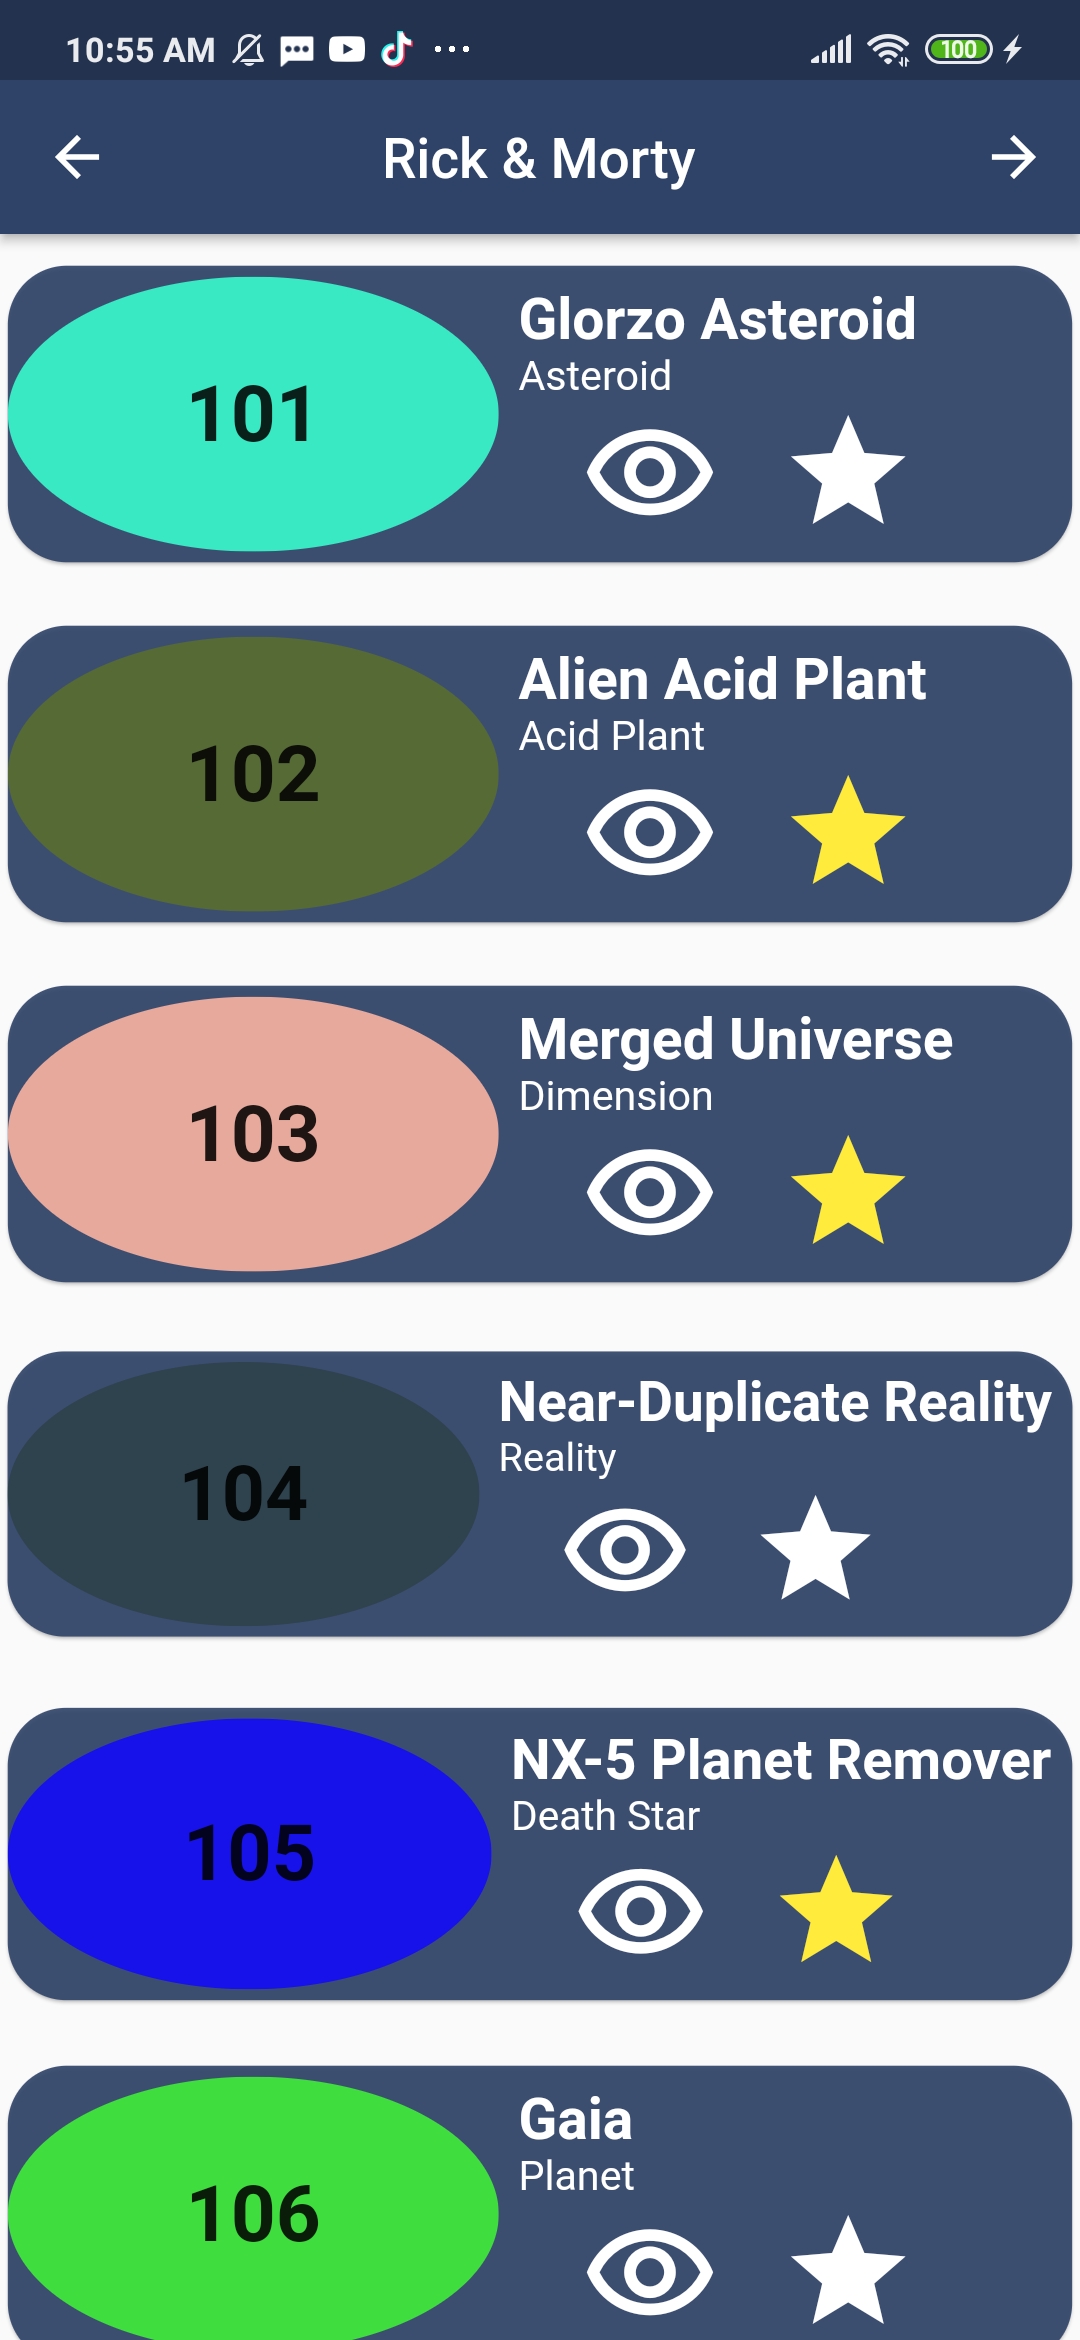 10:55 AM
100
Rick & Morty
101
Glorzo Asteroid
Asteroid
102
Alien Acid Plant
Acid Plant
103
Merged Universe
Dimension
104
Near-Duplicate Reality
Reality
105
NX-5 Planet Remover
Death Star
106
Gaia
Planet